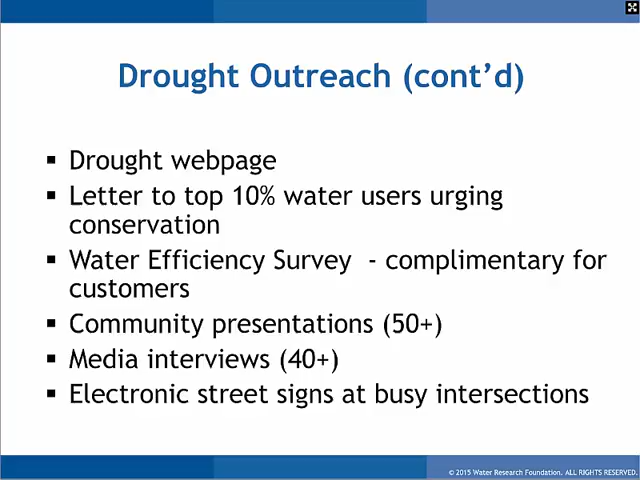 Drought Outreach (cont’d)
▪ Drought webpage
▪ Letter to top 10% water users urging
conservation
▪ Water Efficiency Survey  - complimentary for
customers
▪ Community presentations (50+)
▪ Media interviews (40+)
▪ Electronic street signs at busy intersections
© 2015 Water Research Foundation. ALL RIGHTS RESERVED.